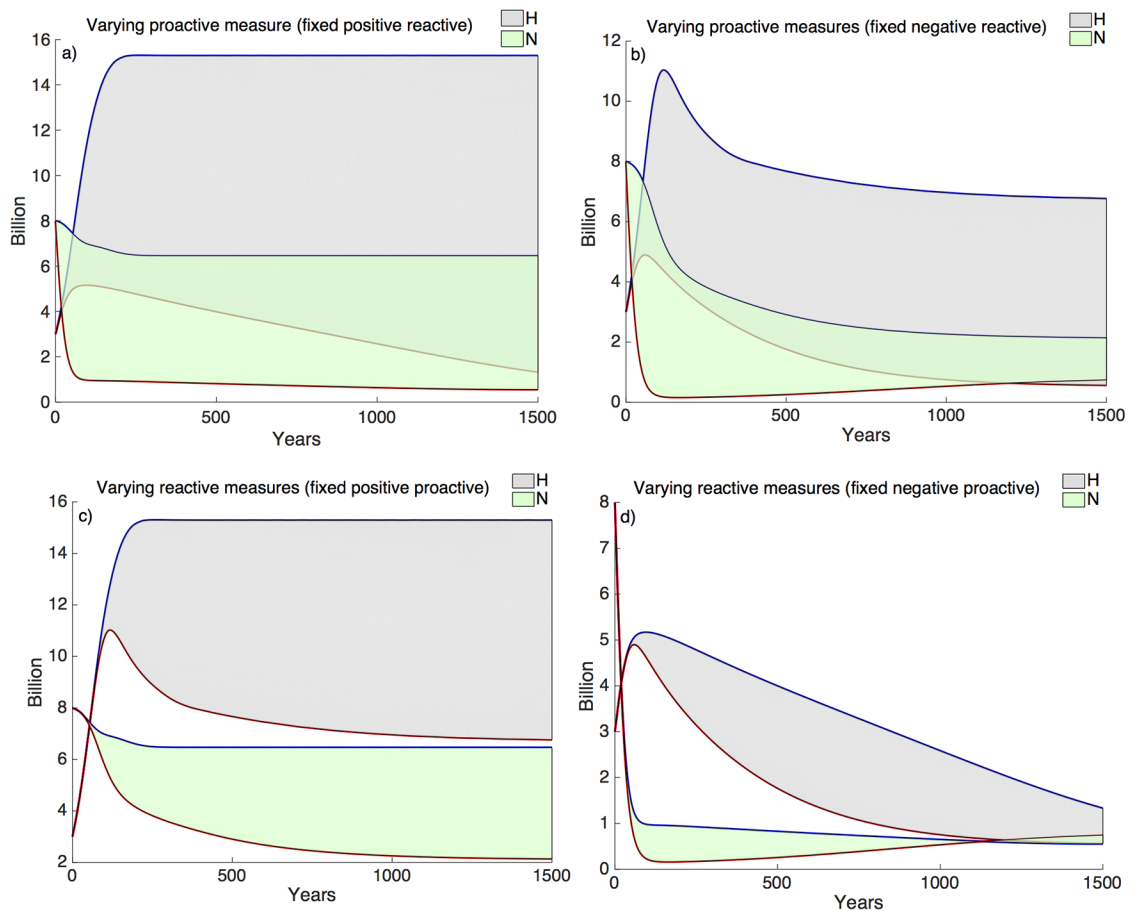 Varying proactive measure (fixed positive reactive)
H
N
a)
16
14
12
10
8
6
4
2
0
Billion
0 500 1000 1500
Years
Varying proactive measures (fixed negative reactive)
H
N
b)
12
10
8
6
4
2
0
Billion
0 500 1000 1500
Years
Varying reactive measures (fixed positive proactive)
H
N
c)
16
14
12
10
8
6
4
2
Billion
0 500 1000 1500
Years
Varying reactive measures (fixed negative proactive)
H
N
d)
8
7
6
5
4
3
2
1
0
Billion
0 500 1000 1500
Years